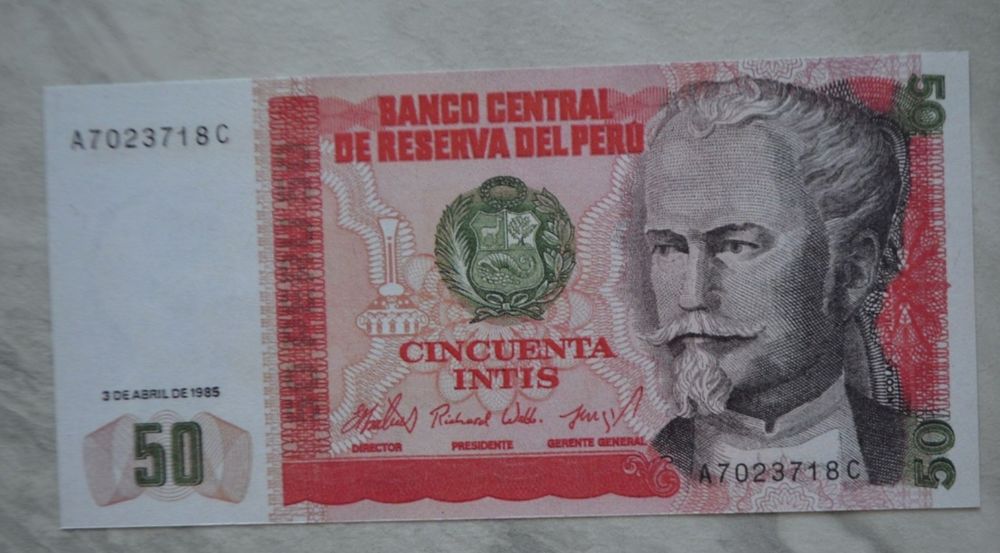 A7023718C
BANCO CENTRAL
DE RESERVA DEL PERÚ
50
CINCUENTA
INTIS
3 DE ABRIL DE 1985
50
DIRECTOR
PRESIDENTE
GERENTE GENERAL
A7023718C
50